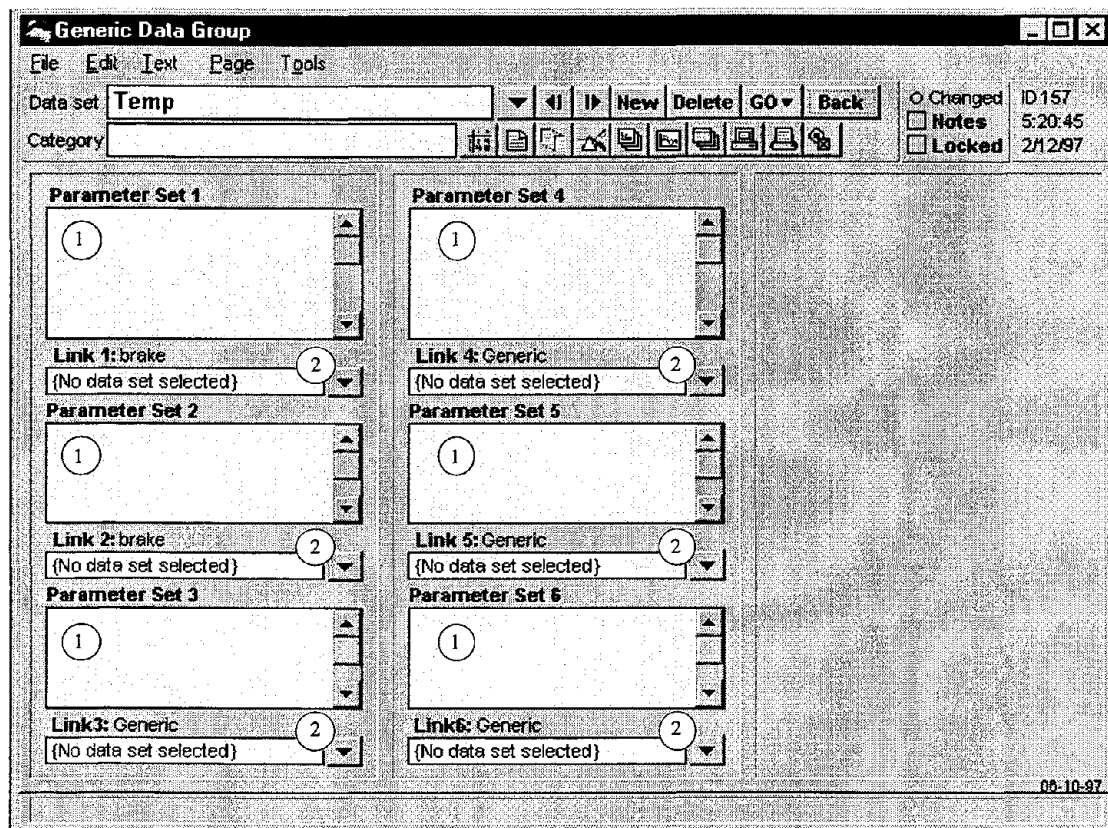 Generic Data Group
File Edit Text Page Tools
Data set Temp New Delete GO Back
Category
Changed ID 157
Notes 5:20:45
Locked 2/12/97
Parameter Set 1
1
Link 1: brake 2
{No data set selected}
Parameter Set 2
1
Link 2: brake 2
{No data set selected}
Parameter Set 3
1
Link3: Generic 2
{No data set selected}
Parameter Set 4
1
Link 4: Generic 2
{No data set selected}
Parameter Set 5
1
Link 5: Generic 2
{No data set selected}
Parameter Set 6
1
Link6: Generic 2
{No data set selected}
06-10-97